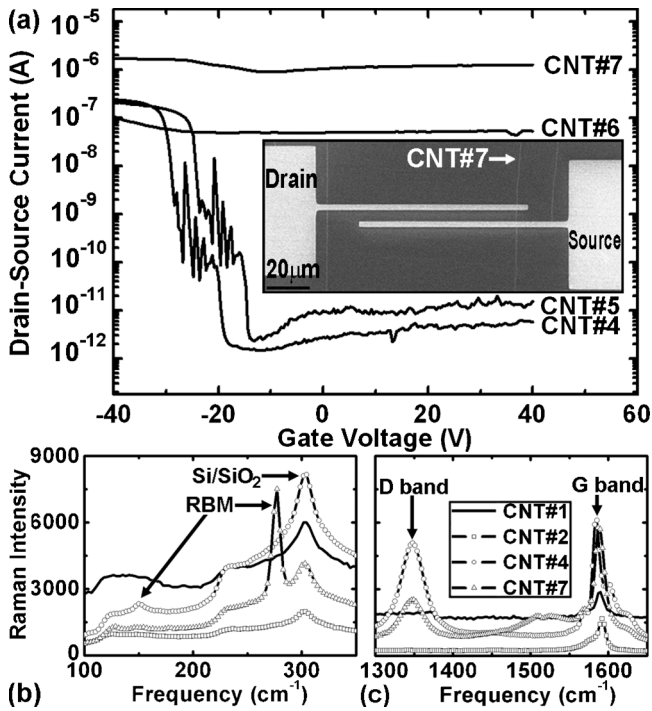 (a)
Drain-Source Current (A)
10⁻⁵
10⁻⁶
10⁻⁷
10⁻⁸
10⁻⁹
10⁻¹⁰
10⁻¹¹
10⁻¹²
CNT#7
CNT#6
CNT#7
Drain
Source
20μm
CNT#5
CNT#4
-40 -20 0 20 40 60
Gate Voltage (V)
Raman Intensity
9000
6000
3000
0
Si/SiO₂
RBM
100 200 300
Frequency (cm⁻¹)
(b)
D band
G band
CNT#1
CNT#2
CNT#4
CNT#7
1300 1400 1500 1600
Frequency (cm⁻¹)
(c)